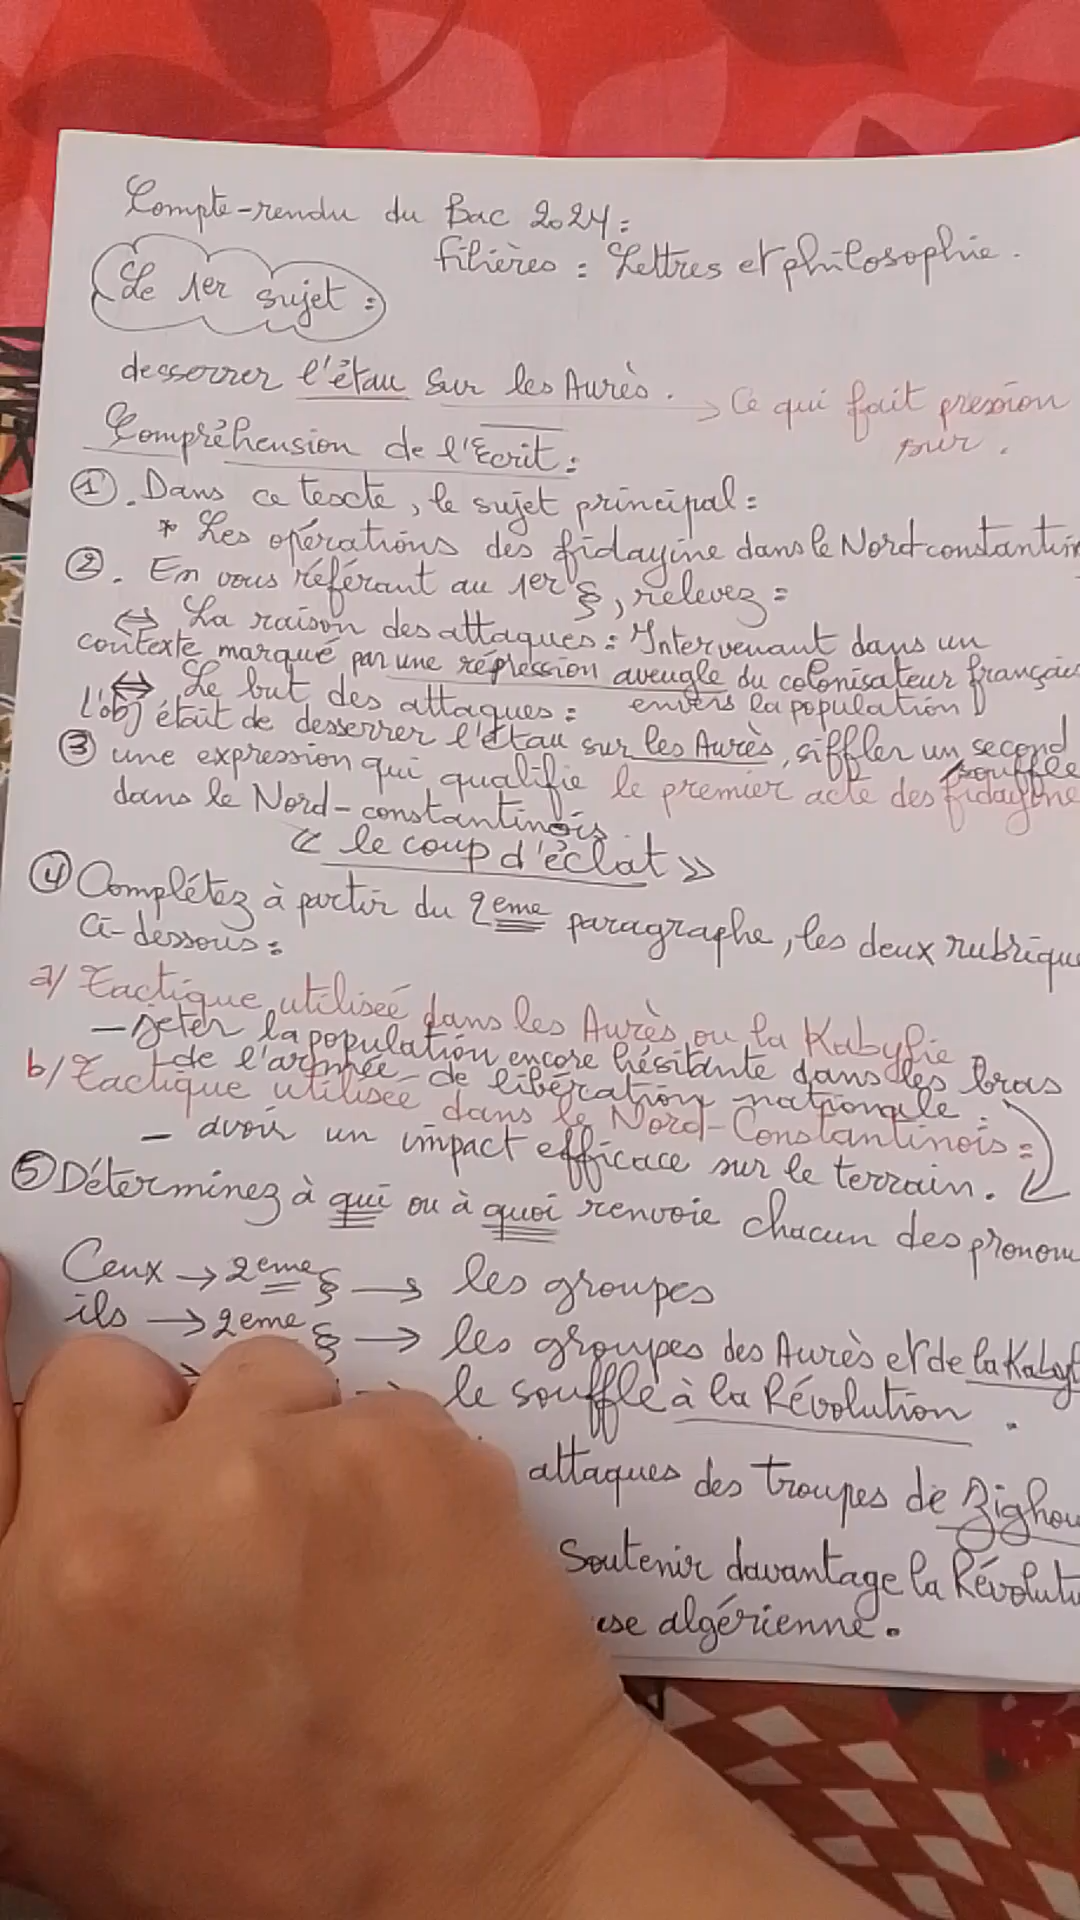 Compte-rendu du Bac 2024:
filières: Lettres et philosophie.
Le 1er sujet:
desserrer l'étau sur les Aurès.
→ Ce qui fait pression
sur.
Compréhension de l'Ecrit:
①. Dans ce texte, le sujet principal:
* Les opérations des fidayine dans le Nord constantin
②. En vous référant au 1er §, relevez:
⇔ La raison des attaques: Intervenant dans un
contexte marqué par une répression aveugle du colonisateur français
envers la population
⇔ Le but des attaques:
l'obj était de desserrer l'étau sur les Aurès, siffler un second
souffle
③ une expression qui qualifie le premier acte des fidayine
dans le Nord-constantinois
« le coup d'éclat »
④ Complétez à partir du 2eme paragraphe, les deux rubrique
Ci-dessous:
a/ Tactique utilisée dans les Aurès ou la Kabylie
- Jeter la population encore hésitante dans les bras
de l'armée de libération nationale.
b/ Tactique utilisée dans le Nord-Constantinois:
- avoir un impact efficace sur le terrain.
⑤ Déterminez à qui ou à quoi renvoie chacun des pronom
Ceux → 2eme § → les groupes
ils → 2eme § → les groupes des Aurès et de la Kaby
le souffle à la Révolution.
attaques des troupes de Zighou
Soutenir davantage la Révolut
algérienne.